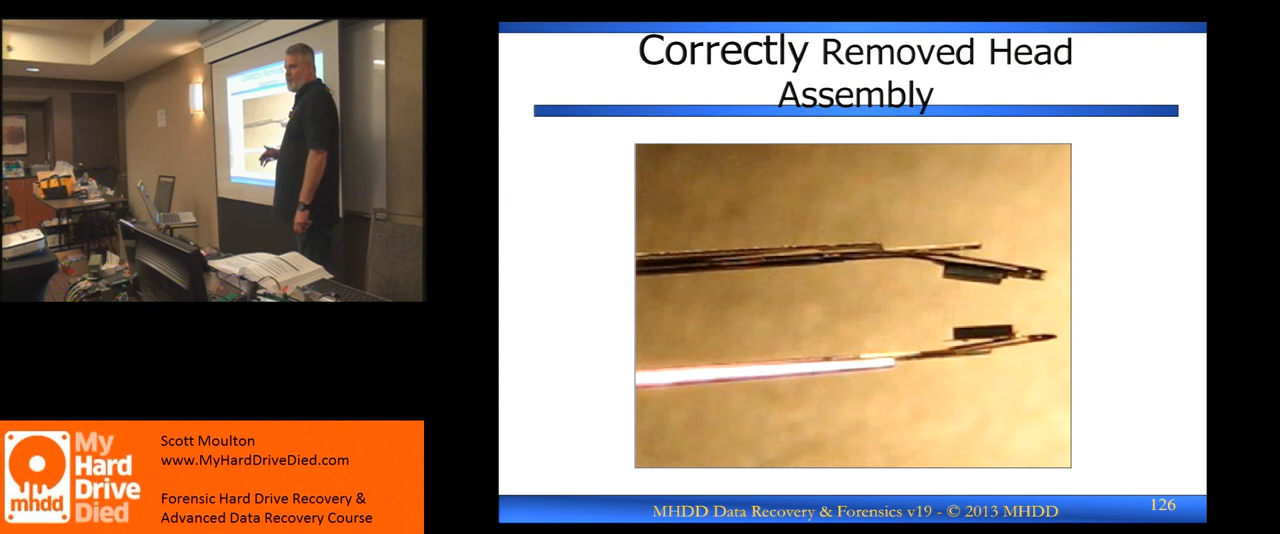 Correctly Removed Head
Assembly
My
Hard
Drive
Died
mhdd
Scott Moulton
www.MyHardDriveDied.com
Forensic Hard Drive Recovery &
Advanced Data Recovery Course
MHDD Data Recovery & Forensics v19 - © 2013 MHDD
126